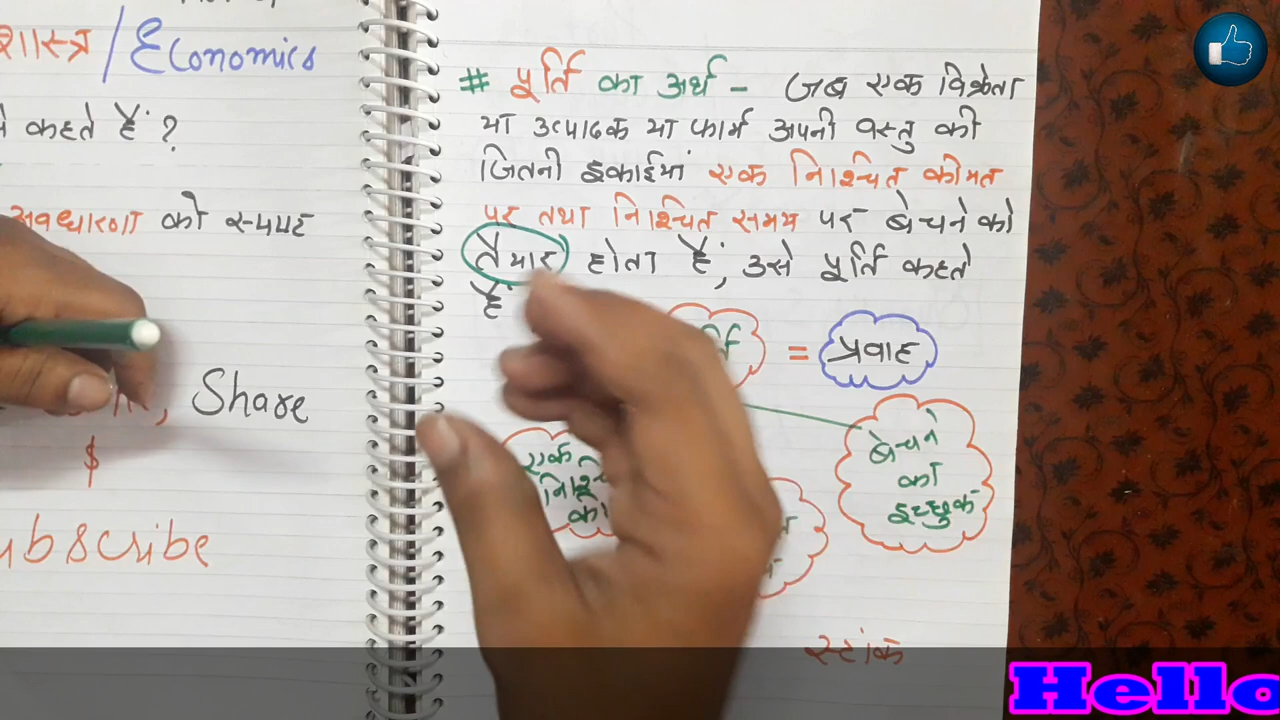 शास्त्र / Economics
कहते हैं ?
अवधारणा को स्पष्ट
, Share
$
ubscribe
# पूर्ति का अर्थ - जब एक विक्रेता
या उत्पादक या फार्म अपनी वस्तु की
जितनी इकाईयां एक निश्चित कीमत
पर तथा निश्चित समय पर बेचने को
तैयार होता हैं, उसे पूर्ति कहते
हैं
= प्रवाह
बेचने
का
इच्छुक
एक
स्टॉक
Hello